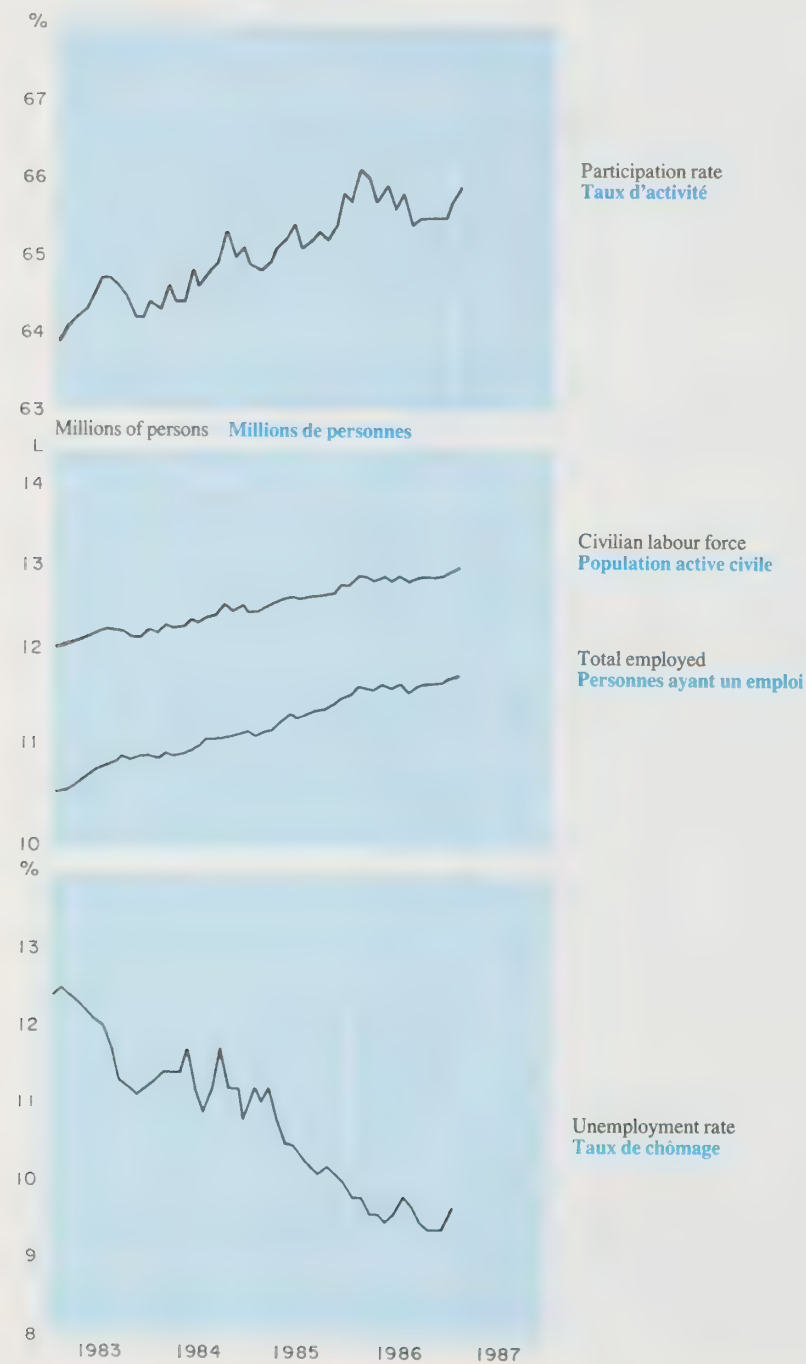 %
67
66
65
64
63
Participation rate
Taux d'activité
Millions of persons Millions de personnes
L
14
13
12
11
10
Civilian labour force
Population active civile
Total employed
Personnes ayant un emploi
%
13
12
11
10
9
8
Unemployment rate
Taux de chômage
1983 1984 1985 1986 1987